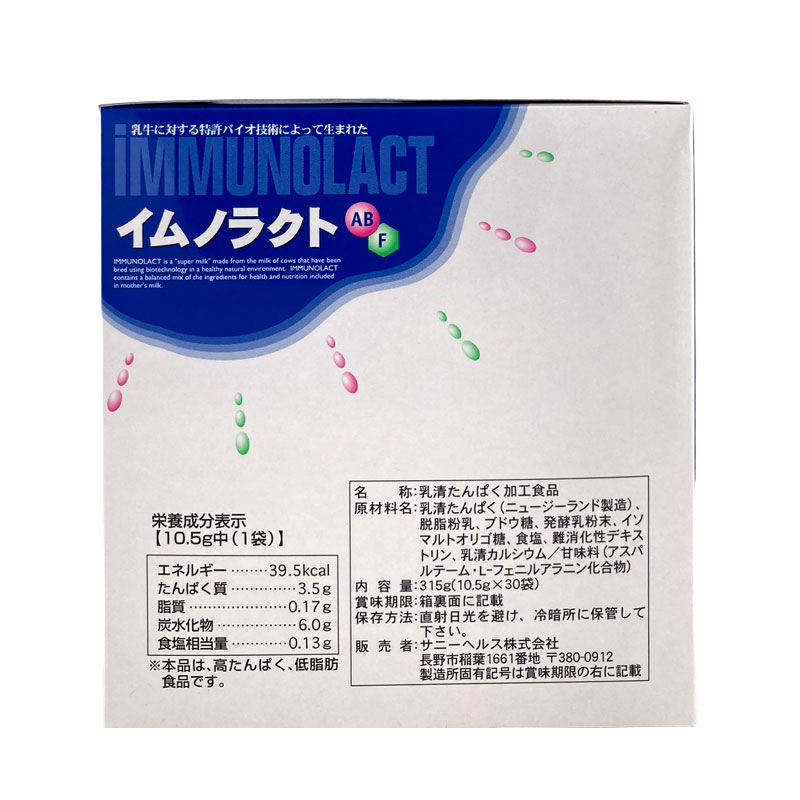 乳牛に対する特許バイオ技術によって生まれた
iMMUNOLACT
イムノラクト AB F
IMMUNOLACT is a "super milk" made from the milk of cows that have been
bred using biotechnology in a healthy natural environment. IMMUNOLACT
contains a balanced mix of the ingredients for health and nutrition included
in mother's milk.
栄養成分表示
【10.5g中(1袋)】
エネルギー………39.5kcal
たんぱく質…………3.5g
脂質…………………0.17g
炭水化物……………6.0g
食塩相当量…………0.13g
※本品は、高たんぱく、低脂肪
食品です。
名称:乳清たんぱく加工食品
原材料名:乳清たんぱく(ニュージーランド製造)、
脱脂粉乳、ブドウ糖、発酵乳粉末、イソ
マルトオリゴ糖、食塩、難消化性デキス
トリン、乳清カルシウム/甘味料(アスパ
ルテーム・L-フェニルアラニン化合物)
内容量:315g(10.5g×30袋)
賞味期限:箱裏面に記載
保存方法:直射日光を避け、冷暗所に保管して
下さい。
販売者:サニーヘルス株式会社
長野市稲葉1661番地 〒380-0912
製造所固有記号は賞味期限の右に記載